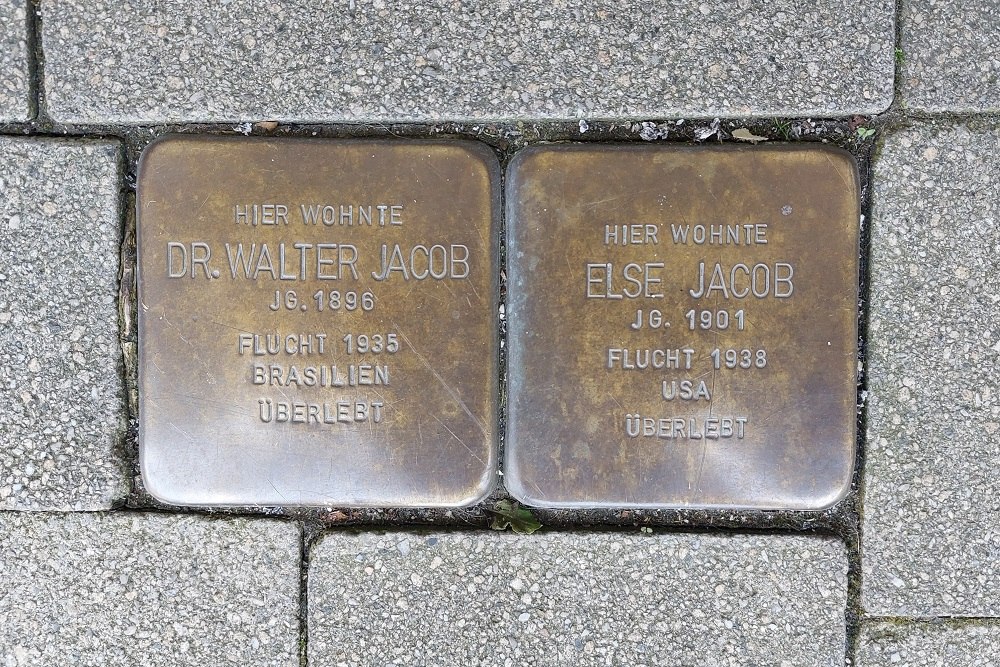 HIER WOHNTE
DR. WALTER JACOB
JG. 1896
FLUCHT 1935
BRASILIEN
ÜBERLEBT
HIER WOHNTE
ELSE JACOB
JG. 1901
FLUCHT 1938
USA
ÜBERLEBT